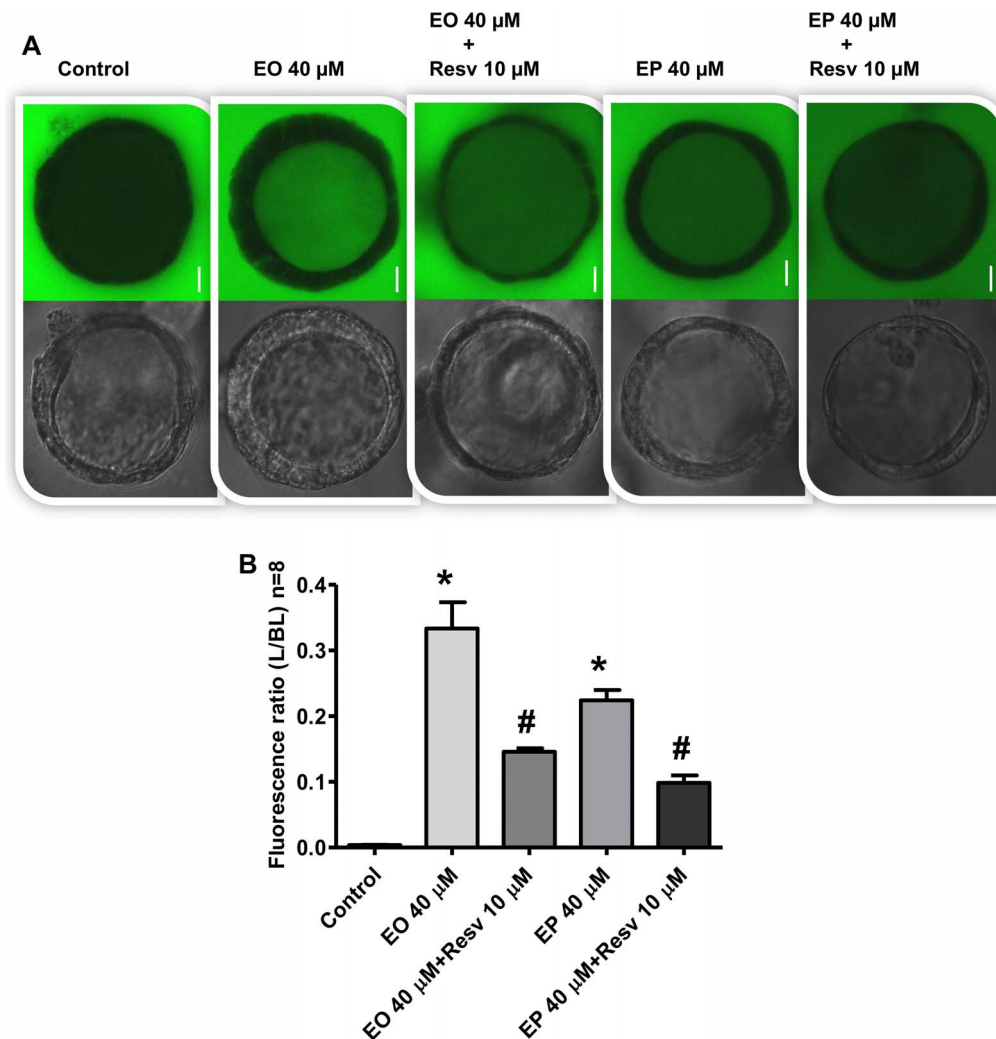 A
Control
EO 40 µM
EO 40 µM
+
Resv 10 µM
EP 40 µM
EP 40 µM
+
Resv 10 µM
B
Fluorescence ratio (L/BL) n=8
0.4
0.3
0.2
0.1
0.0
*
#
*
#
Control
EO 40 µM
EO 40 µM+Resv 10 µM
EP 40 µM
EP 40 µM+Resv 10 µM